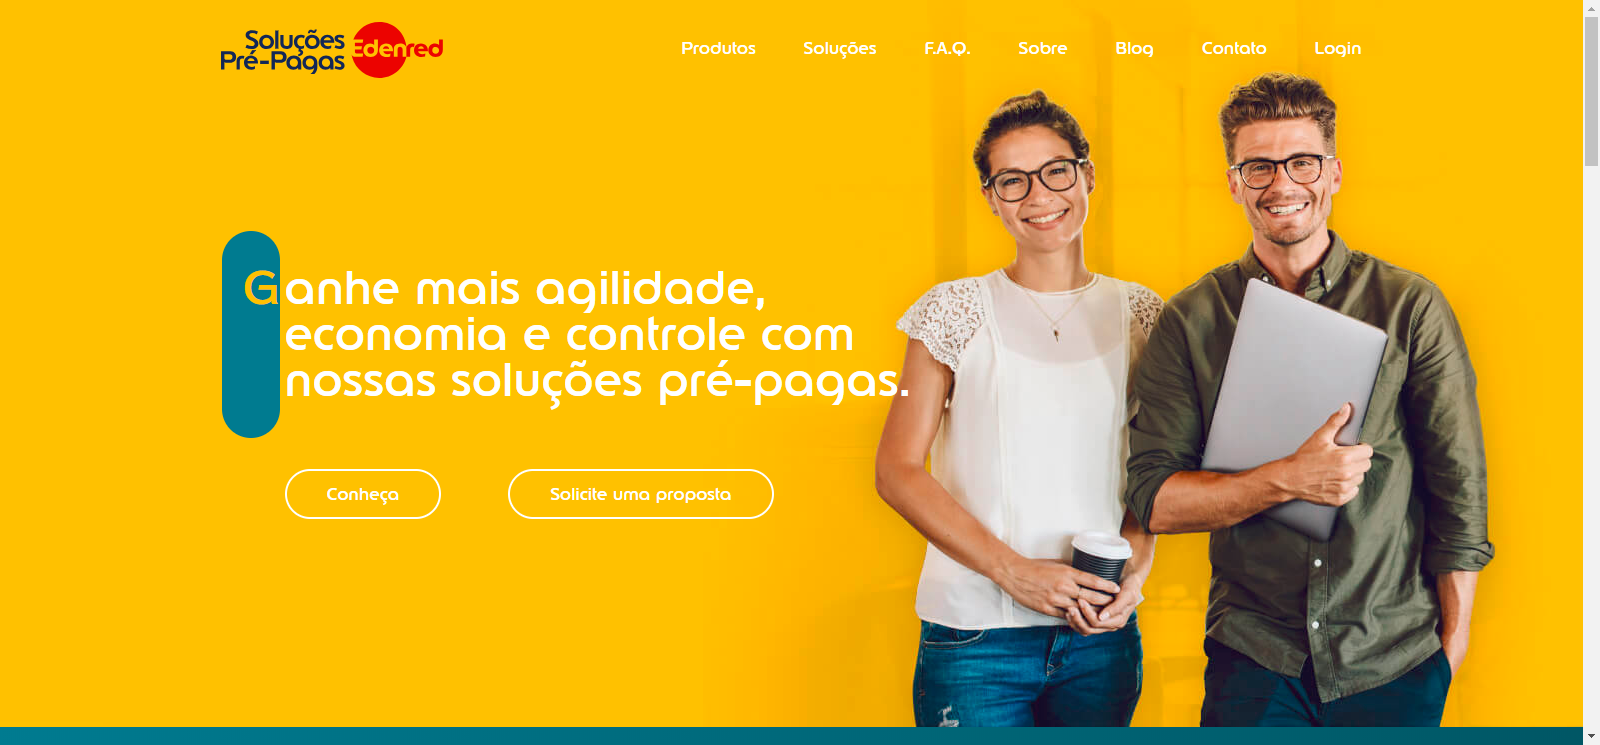 Soluções
Pré-Pagas
Edenred
Produtos
Soluções
F.A.Q.
Sobre
Blog
Contato
Login
Ganhe mais agilidade,
economia e controle com
nossas soluções pré-pagas.
Conheça
Solicite uma proposta